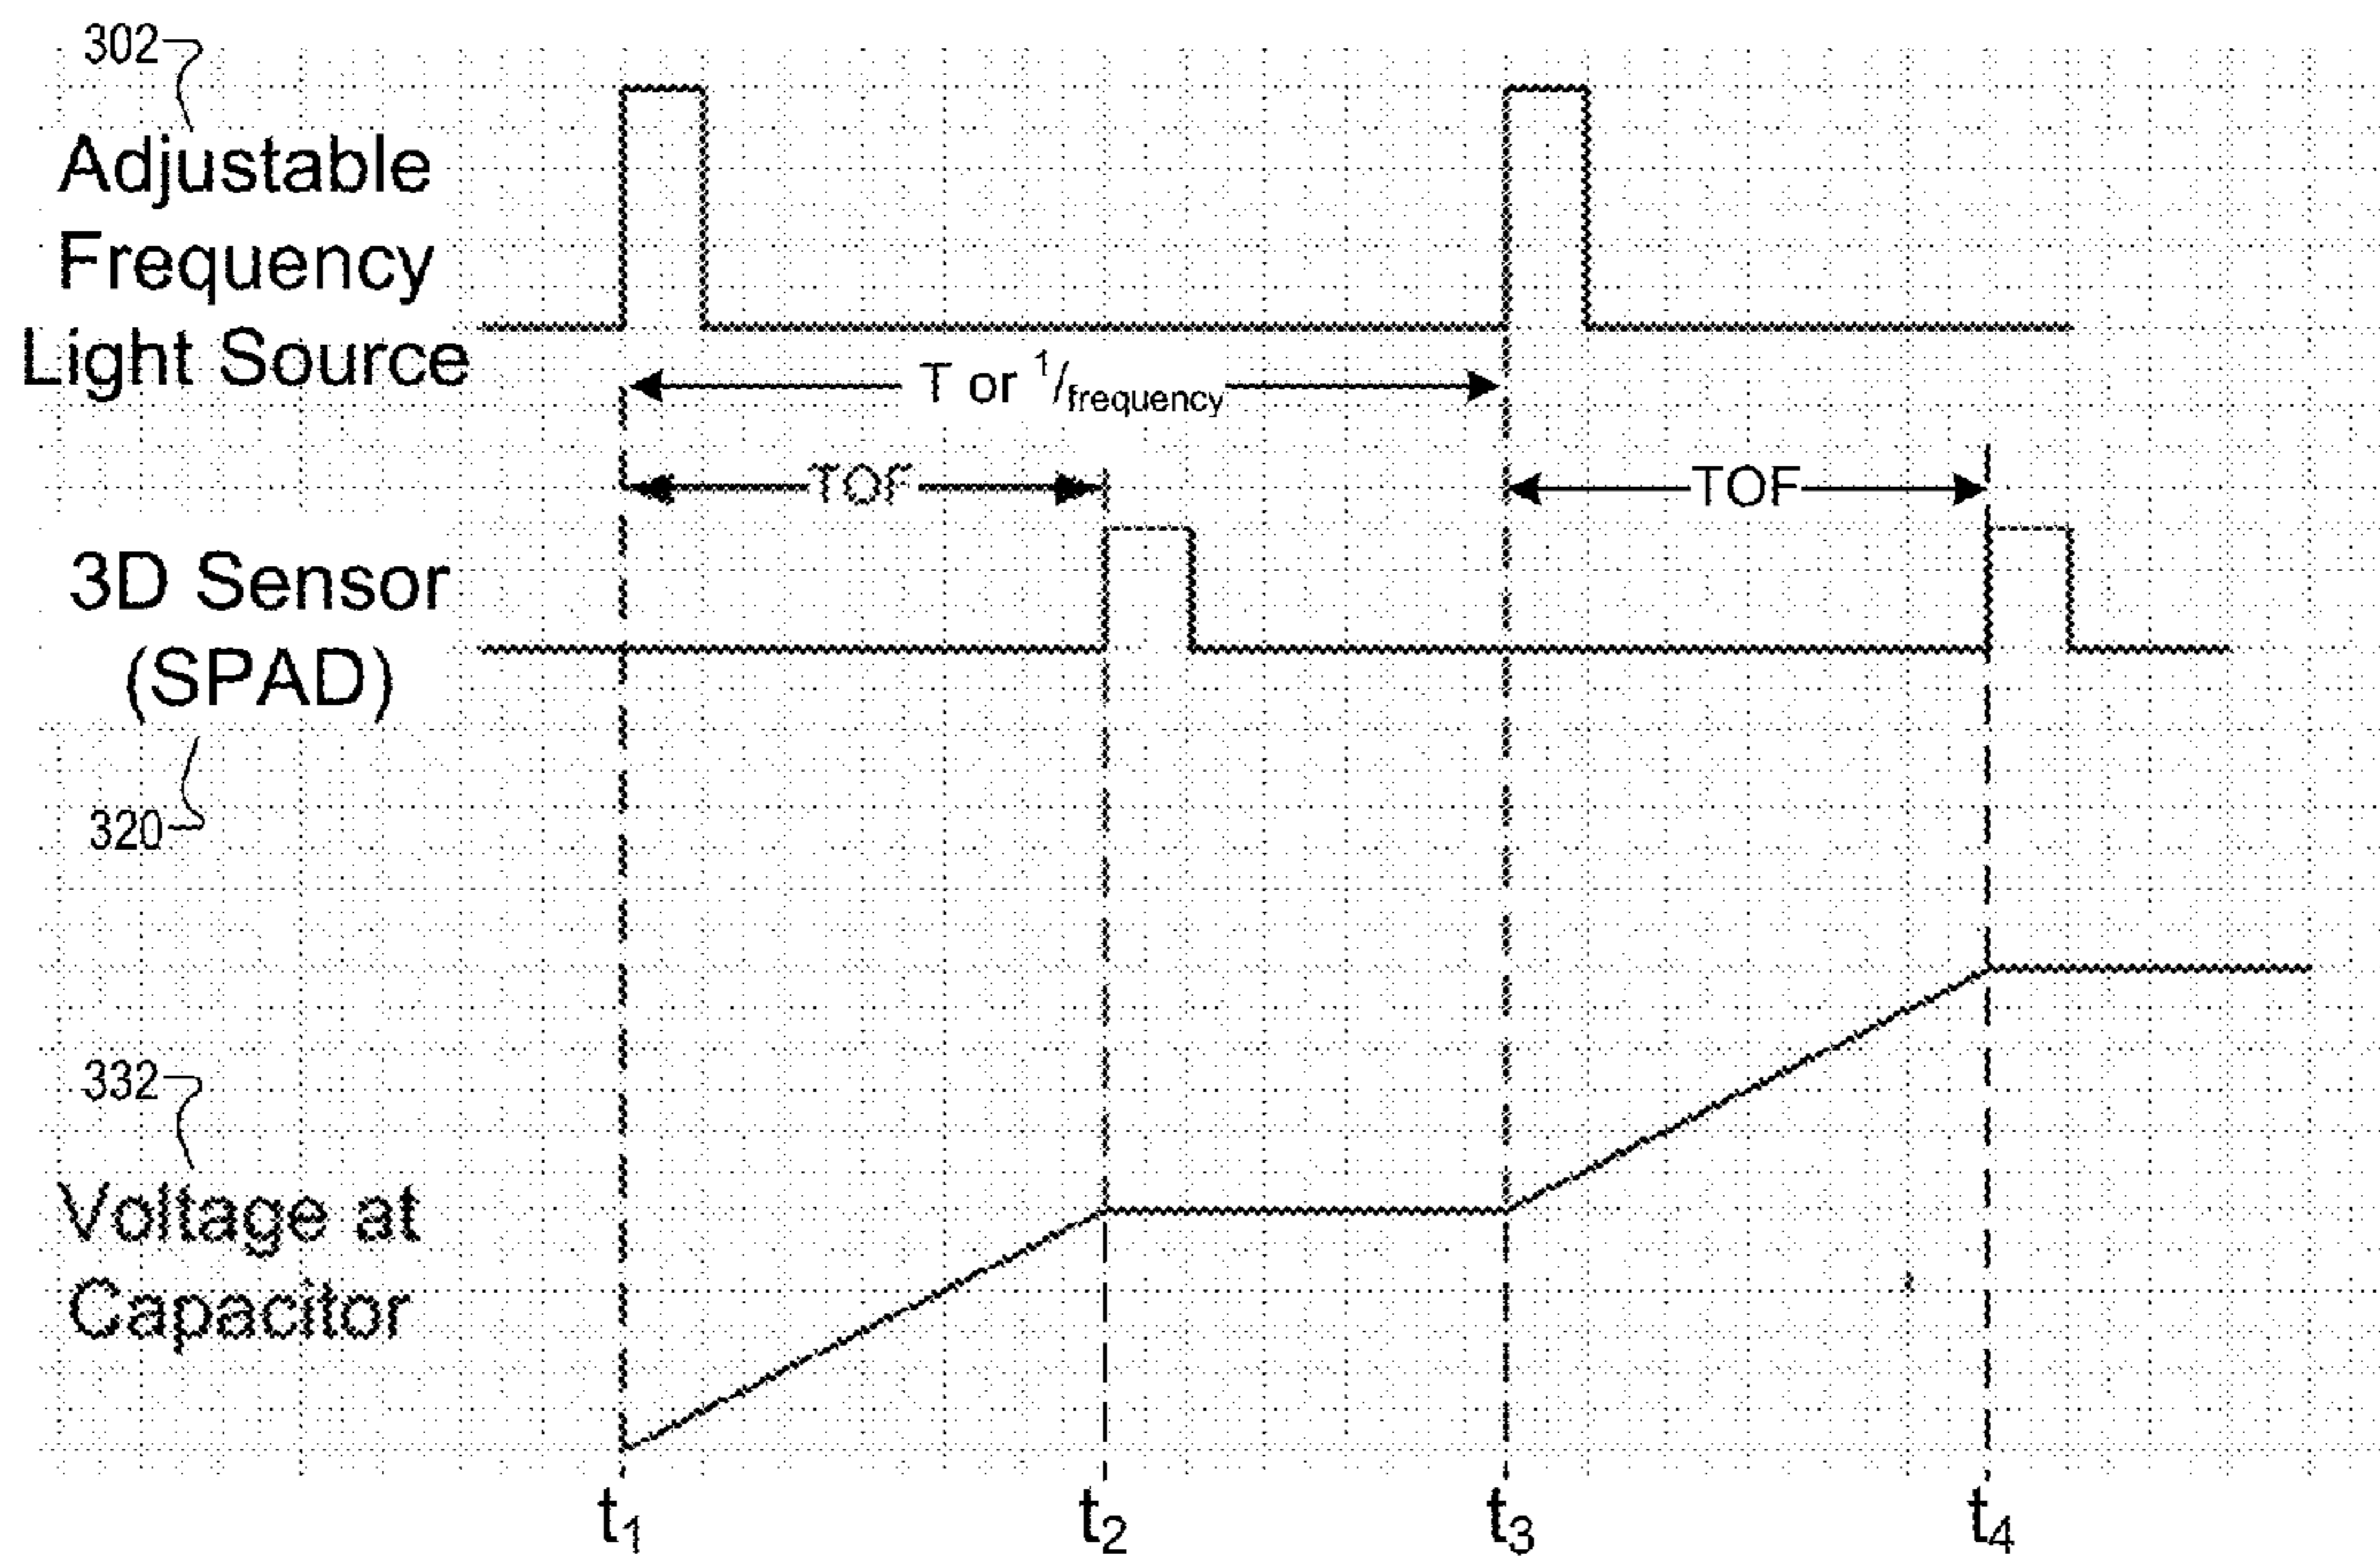 302
Adjustable
Frequency
Light Source
T or 1/frequency
TOF
TOF
3D Sensor
(SPAD)
320
332
Voltage at
Capacitor
t1
t2
t3
t4